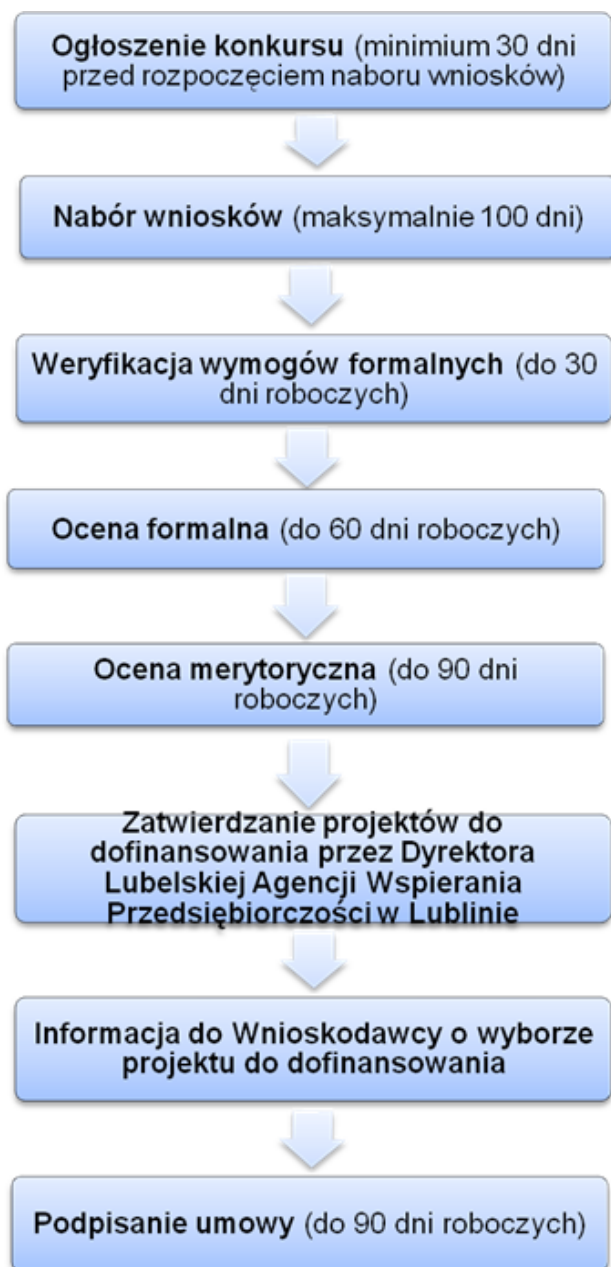 Ogłoszenie konkursu (minimum 30 dni
przed rozpoczęciem naboru wniosków)
Nabór wniosków (maksymalnie 100 dni)
Weryfikacja wymogów formalnych (do 30
dni roboczych)
Ocena formalna (do 60 dni roboczych)
Ocena merytoryczna (do 90 dni
roboczych)
Zatwierdzanie projektów do
dofinansowania przez Dyrektora
Lubelskiej Agencji Wspierania
Przedsiębiorczości w Lublinie
Informacja do Wnioskodawcy o wyborze
projektu do dofinansowania
Podpisanie umowy (do 90 dni roboczych)